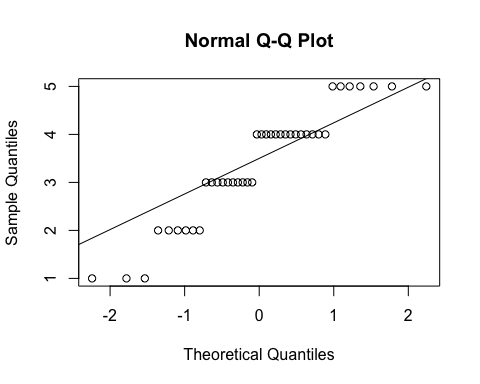 Normal Q-Q Plot
5
4
3
2
1
Sample Quantiles
-2 -1 0 1 2
Theoretical Quantiles